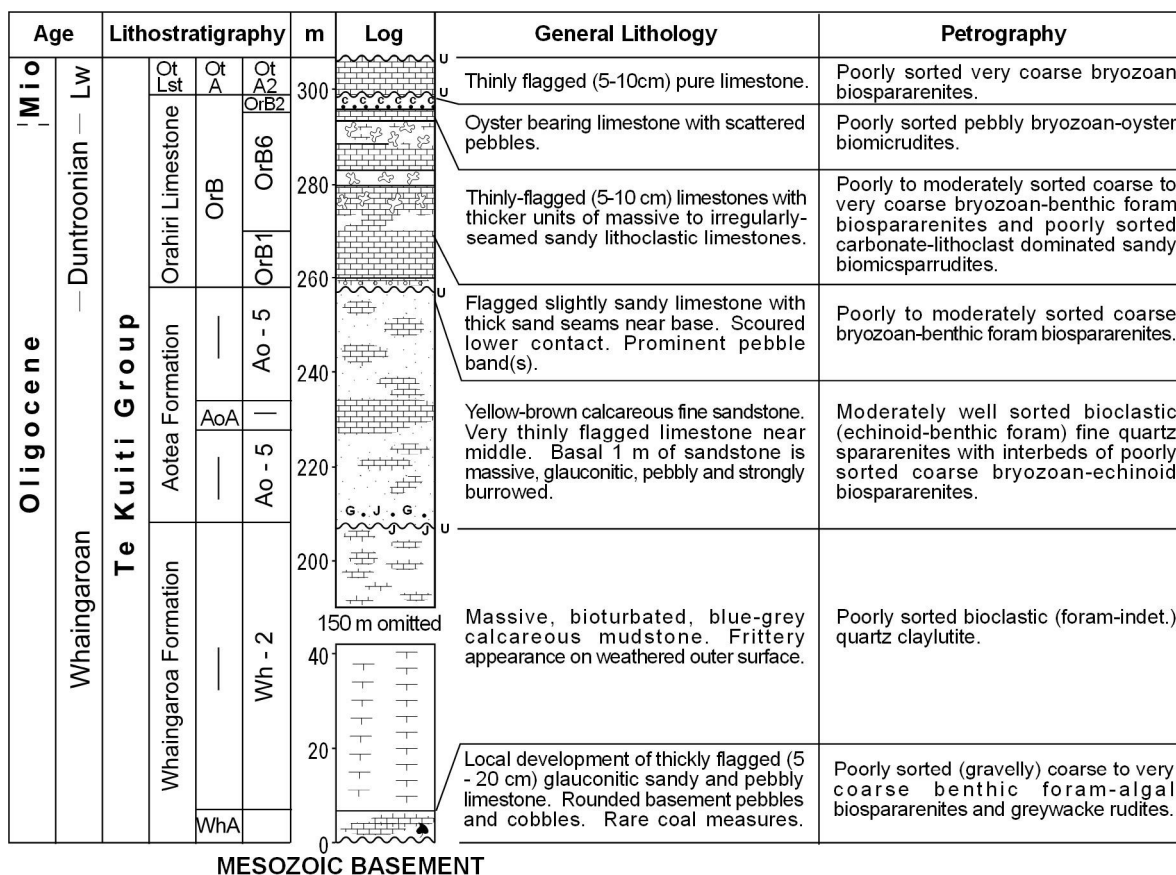 Age
Lithostratigraphy
m
Log
General Lithology
Petrography
Mio
Oligocene
Lw
Duntroonian
Whaingaroan
Te Kuiti Group
Ot
Lst
Ot
A
Ot
A2
Orahiri Limestone
OrB
OrB2
OrB6
OrB1
Aotea Formation
AoA
Ao - 5
Ao - 5
Whaingaroa Formation
WhA
Wh - 2
300
280
260
240
220
200
150 m omitted
40
20
0
U
U
C C C C C C
U
G . J . G .
J J U
Thinly flagged (5-10cm) pure limestone.
Poorly sorted very coarse bryozoan
biospararenites.
Oyster bearing limestone with scattered
pebbles.
Poorly sorted pebbly bryozoan-oyster
biomicrudites.
Thinly-flagged (5-10 cm) limestones with
thicker units of massive to irregularly-
seamed sandy lithoclastic limestones.
Poorly to moderately sorted coarse to
very coarse bryozoan-benthic foram
biospararenites and poorly sorted
carbonate-lithoclast dominated sandy
biomicsparrudites.
Flagged slightly sandy limestone with
thick sand seams near base. Scoured
lower contact. Prominent pebble
band(s).
Poorly to moderately sorted coarse
bryozoan-benthic foram biospararenites.
Yellow-brown calcareous fine sandstone.
Very thinly flagged limestone near
middle. Basal 1 m of sandstone is
massive, glauconitic, pebbly and strongly
burrowed.
Moderately well sorted bioclastic
(echinoid-benthic foram) fine quartz
spararenites with interbeds of poorly
sorted coarse bryozoan-echinoid
biospararenites.
Massive, bioturbated, blue-grey
calcareous mudstone. Frittery
appearance on weathered outer surface.
Poorly sorted bioclastic (foram-indet.)
quartz claylutite.
Local development of thickly flagged (5
- 20 cm) glauconitic sandy and pebbly
limestone. Rounded basement pebbles
and cobbles. Rare coal measures.
Poorly sorted (gravelly) coarse to very
coarse benthic foram-algal
biospararenites and greywacke rudites.
MESOZOIC BASEMENT